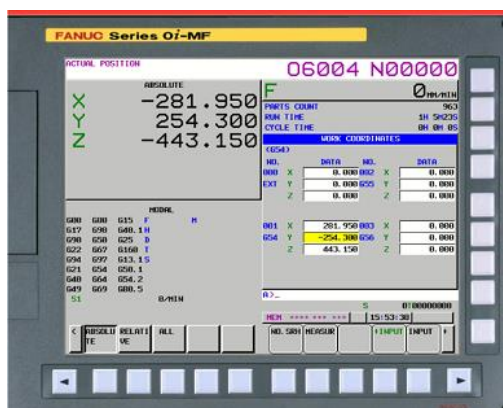 FANUC Series 0i-MF
ACTUAL POSITION
O6004 N00000
ABSOLUTE
X -281.950
Y 254.300
Z -443.150
F 0 MM/MIN
PARTS COUNT 963
RUN TIME 1H 5M23S
CYCLE TIME 0H 0M 0S
WORK COORDINATES
(G54)
NO. DATA NO. DATA
000 X 0.000 002 X 0.000
EXT Y 0.000 G55 Y 0.000
Z 0.000 Z 0.000
001 X 281.950 003 X 0.000
G54 Y -254.300 G56 Y 0.000
Z 443.150 Z 0.000
MODAL
G00 G80 G15 F M
G17 G98 G40.1 H
G90 G50 G25 D
G22 G67 G160 T
G94 G97 G13.1 S
G21 G54 G50.1
G40 G64 G54.2
G49 G69 G80.5
S1 0/MIN
A>_
S 0T00000000
MEM **** *** *** 15:53:30
< ABSOLUTE RELATIVE ALL
NO. SRH MEASUR +INPUT INPUT +